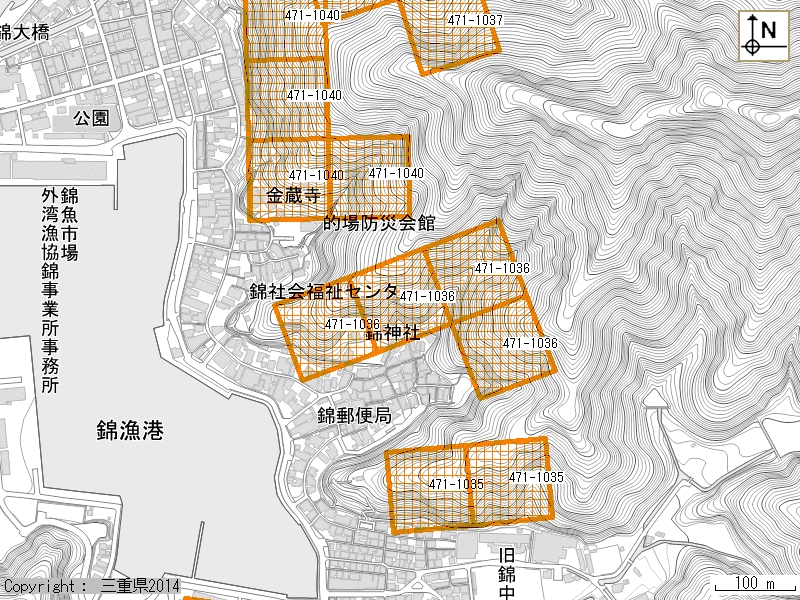 471-1040
471-1037
N
錦大橋
471-1040
公園
471-1040
471-1040
金蔵寺
錦魚市場
外湾漁協錦事業所事務所
的場防災会館
471-1036
錦社会福祉センタ
471-1036
471-1036
錦神社
471-1036
錦郵便局
錦漁港
471-1035
471-1035
旧錦中
100 m
Copyright : 三重県2014